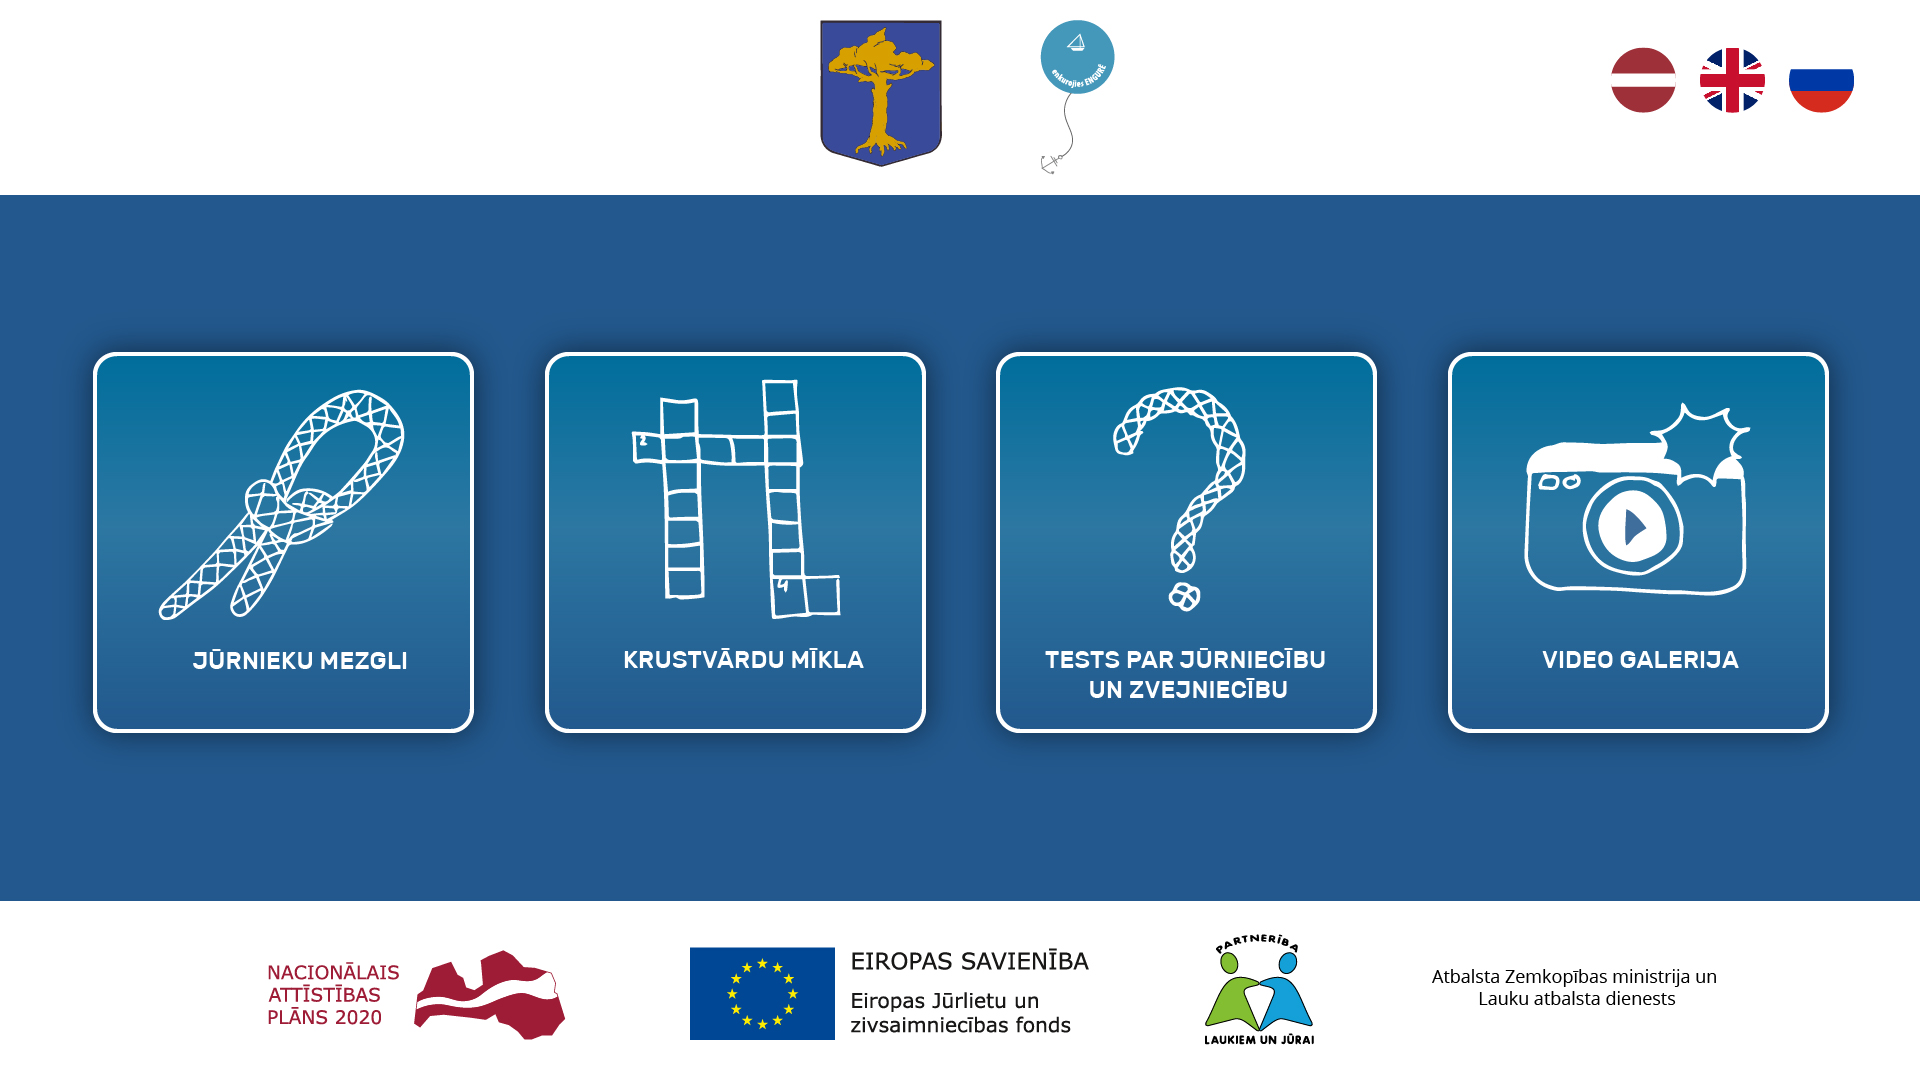 enkurojies ENGURĒ
2
4
JŪRNIEKU MEZGLI
KRUSTVĀRDU MĪKLA
TESTS PAR JŪRNIECĪBU
UN ZVEJNIECĪBU
VIDEO GALERIJA
NACIONĀLAIS
ATTĪSTĪBAS
PLĀNS 2020
EIROPAS SAVIENĪBA
Eiropas Jūrlietu un
zivsaimniecības fonds
PARTNERĪBA
LAUKIEM UN JŪRAI
Atbalsta Zemkopības ministrija un
Lauku atbalsta dienests